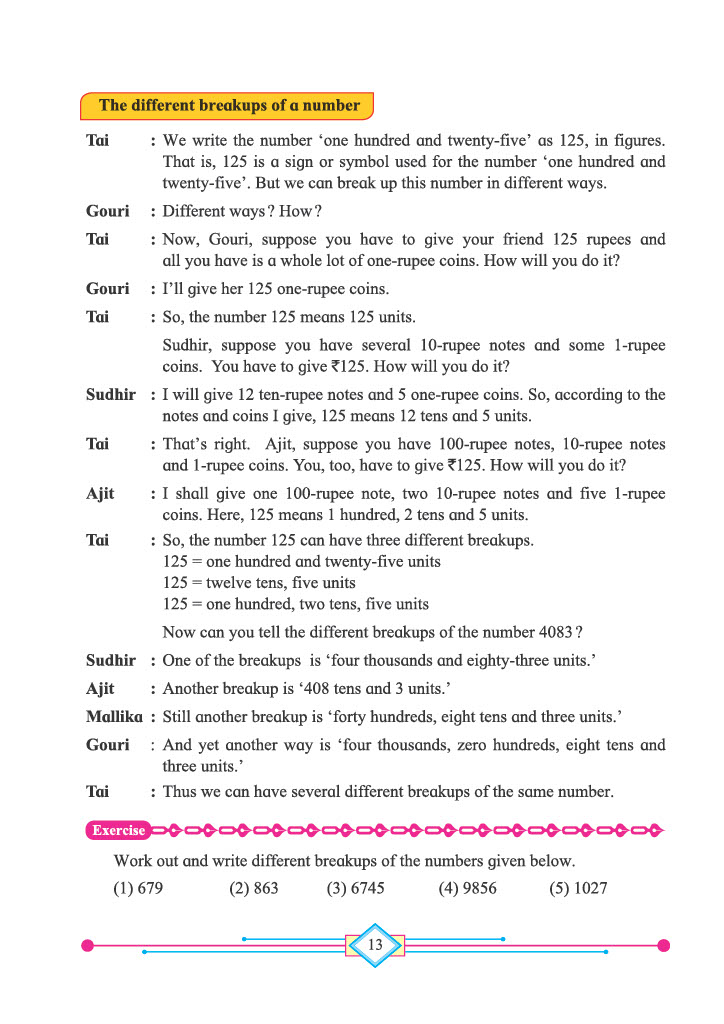 The different breakups of a number
Tai : We write the number ‘one hundred and twenty-five’ as 125, in figures.
That is, 125 is a sign or symbol used for the number ‘one hundred and
twenty-five’. But we can break up this number in different ways.
Gouri : Different ways? How?
Tai : Now, Gouri, suppose you have to give your friend 125 rupees and
all you have is a whole lot of one-rupee coins. How will you do it?
Gouri : I’ll give her 125 one-rupee coins.
Tai : So, the number 125 means 125 units.
Sudhir, suppose you have several 10-rupee notes and some 1-rupee
coins. You have to give ₹125. How will you do it?
Sudhir : I will give 12 ten-rupee notes and 5 one-rupee coins. So, according to the
notes and coins I give, 125 means 12 tens and 5 units.
Tai : That’s right. Ajit, suppose you have 100-rupee notes, 10-rupee notes
and 1-rupee coins. You, too, have to give ₹125. How will you do it?
Ajit : I shall give one 100-rupee note, two 10-rupee notes and five 1-rupee
coins. Here, 125 means 1 hundred, 2 tens and 5 units.
Tai : So, the number 125 can have three different breakups.
125 = one hundred and twenty-five units
125 = twelve tens, five units
125 = one hundred, two tens, five units
Now can you tell the different breakups of the number 4083?
Sudhir : One of the breakups is ‘four thousands and eighty-three units.’
Ajit : Another breakup is ‘408 tens and 3 units.’
Mallika : Still another breakup is ‘forty hundreds, eight tens and three units.’
Gouri : And yet another way is ‘four thousands, zero hundreds, eight tens and
three units.’
Tai : Thus we can have several different breakups of the same number.
Exercise
Work out and write different breakups of the numbers given below.
(1) 679 (2) 863 (3) 6745 (4) 9856 (5) 1027
13